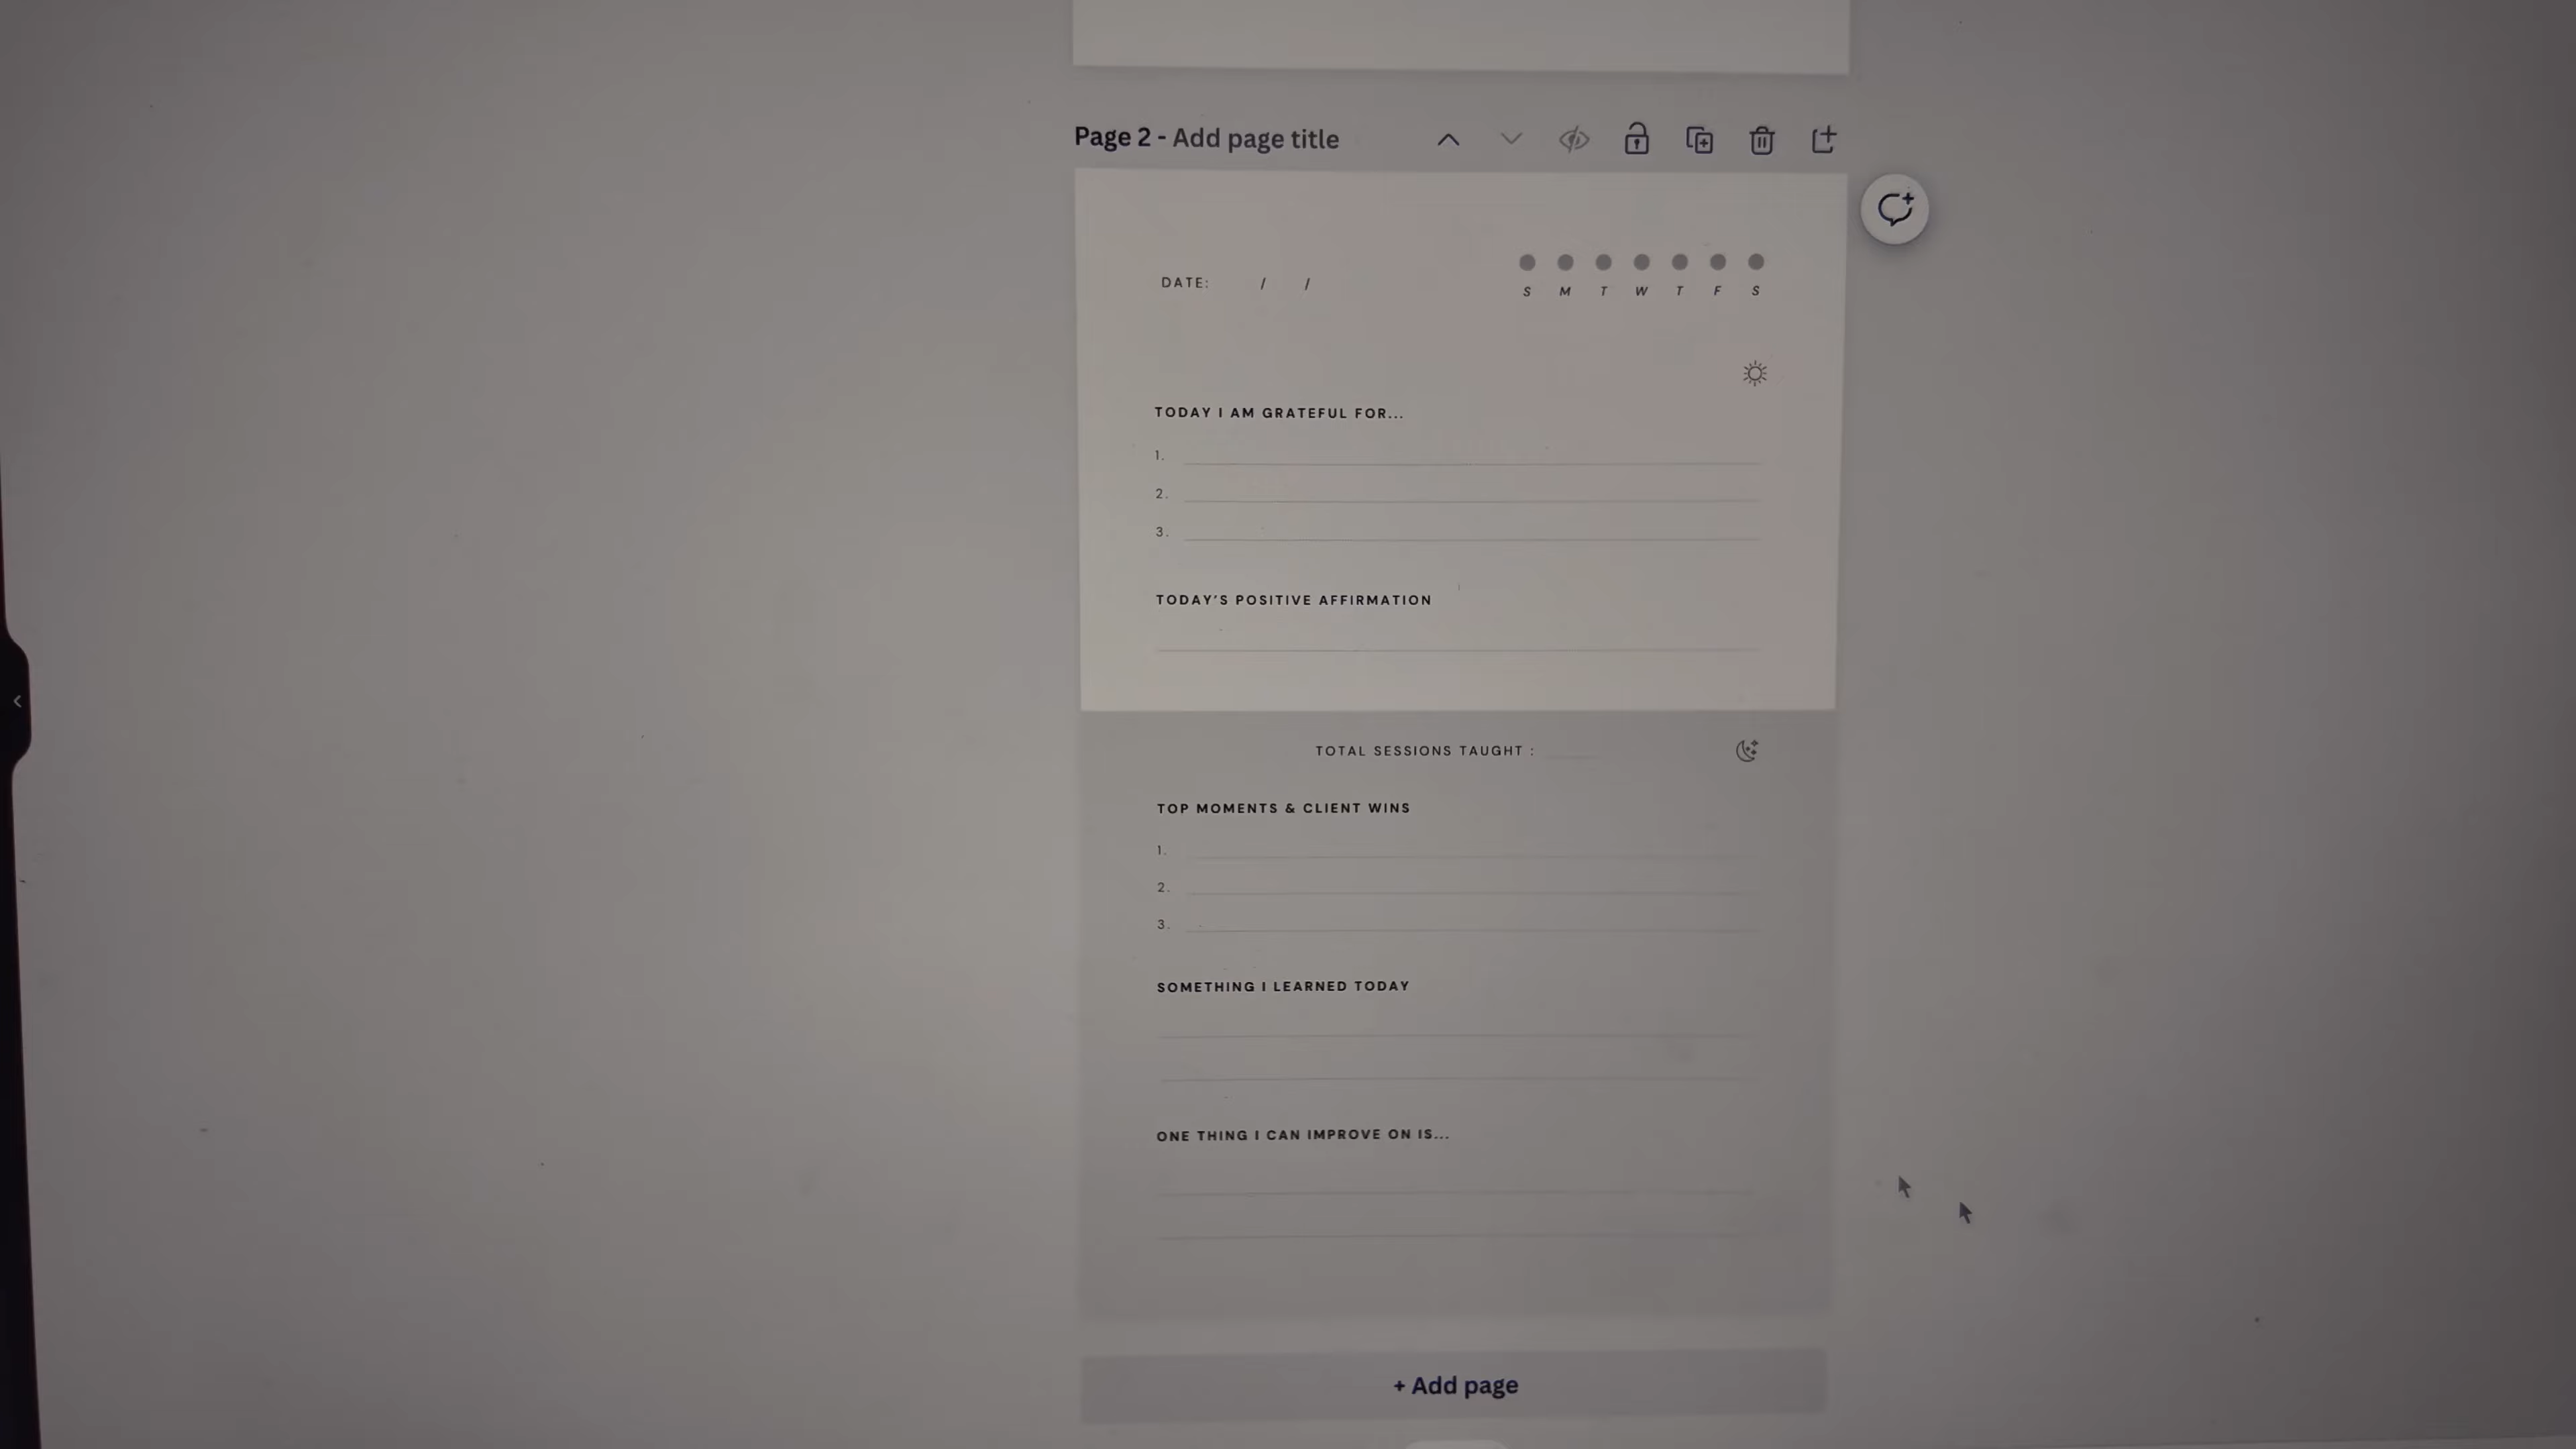 Page 2 - Add page title
DATE: / /
S M T W T F S
TODAY I AM GRATEFUL FOR...
1.
2.
3.
TODAY'S POSITIVE AFFIRMATION
TOTAL SESSIONS TAUGHT :
TOP MOMENTS & CLIENT WINS
1.
2.
3.
SOMETHING I LEARNED TODAY
ONE THING I CAN IMPROVE ON IS...
+ Add page